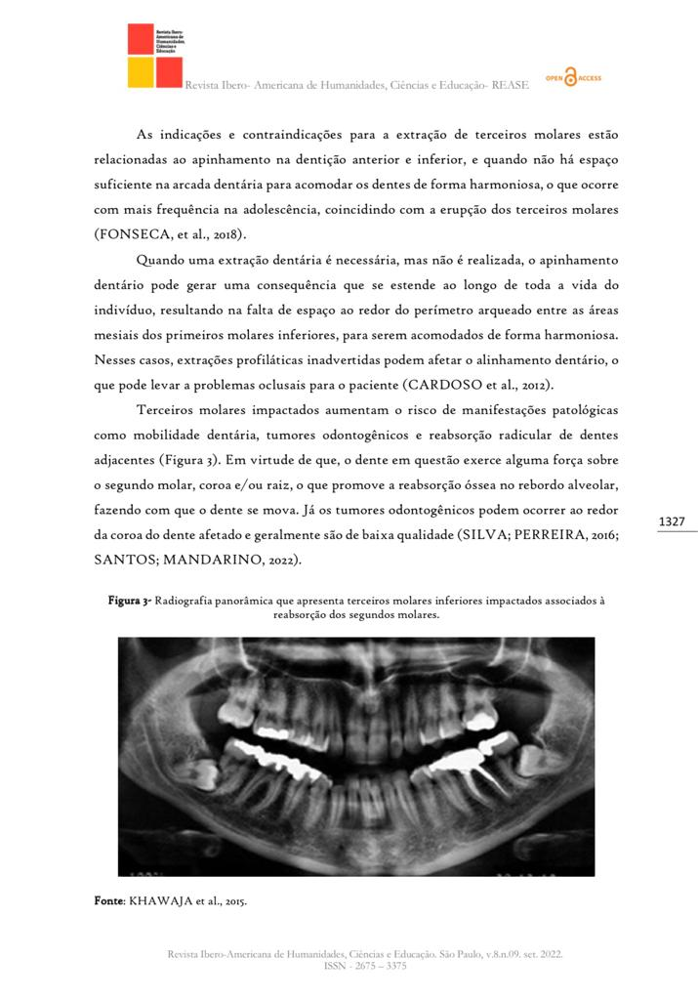 Revista Ibero-
Americana de
Humanidades,
Ciências e
Educação
Revista Ibero- Americana de Humanidades, Ciências e Educação- REASE
OPEN ACCESS
As indicações e contraindicações para a extração de terceiros molares estão
relacionadas ao apinhamento na dentição anterior e inferior, e quando não há espaço
suficiente na arcada dentária para acomodar os dentes de forma harmoniosa, o que ocorre
com mais frequência na adolescência, coincidindo com a erupção dos terceiros molares
(FONSECA, et al., 2018).
Quando uma extração dentária é necessária, mas não é realizada, o apinhamento
dentário pode gerar uma consequência que se estende ao longo de toda a vida do
indivíduo, resultando na falta de espaço ao redor do perímetro arqueado entre as áreas
mesiais dos primeiros molares inferiores, para serem acomodados de forma harmoniosa.
Nesses casos, extrações profiláticas inadvertidas podem afetar o alinhamento dentário, o
que pode levar a problemas oclusais para o paciente (CARDOSO et al., 2012).
Terceiros molares impactados aumentam o risco de manifestações patológicas
como mobilidade dentária, tumores odontogênicos e reabsorção radicular de dentes
adjacentes (Figura 3). Em virtude de que, o dente em questão exerce alguma força sobre
o segundo molar, coroa e/ou raiz, o que promove a reabsorção óssea no rebordo alveolar,
fazendo com que o dente se mova. Já os tumores odontogênicos podem ocorrer ao redor
da coroa do dente afetado e geralmente são de baixa qualidade (SILVA; PERREIRA, 2016;
SANTOS; MANDARINO, 2022).
1327
Figura 3- Radiografia panorâmica que apresenta terceiros molares inferiores impactados associados à
reabsorção dos segundos molares.
Fonte: KHAWAJA et al., 2015.
Revista Ibero-Americana de Humanidades, Ciências e Educação. São Paulo, v.8.n.09. set. 2022.
ISSN - 2675 – 3375